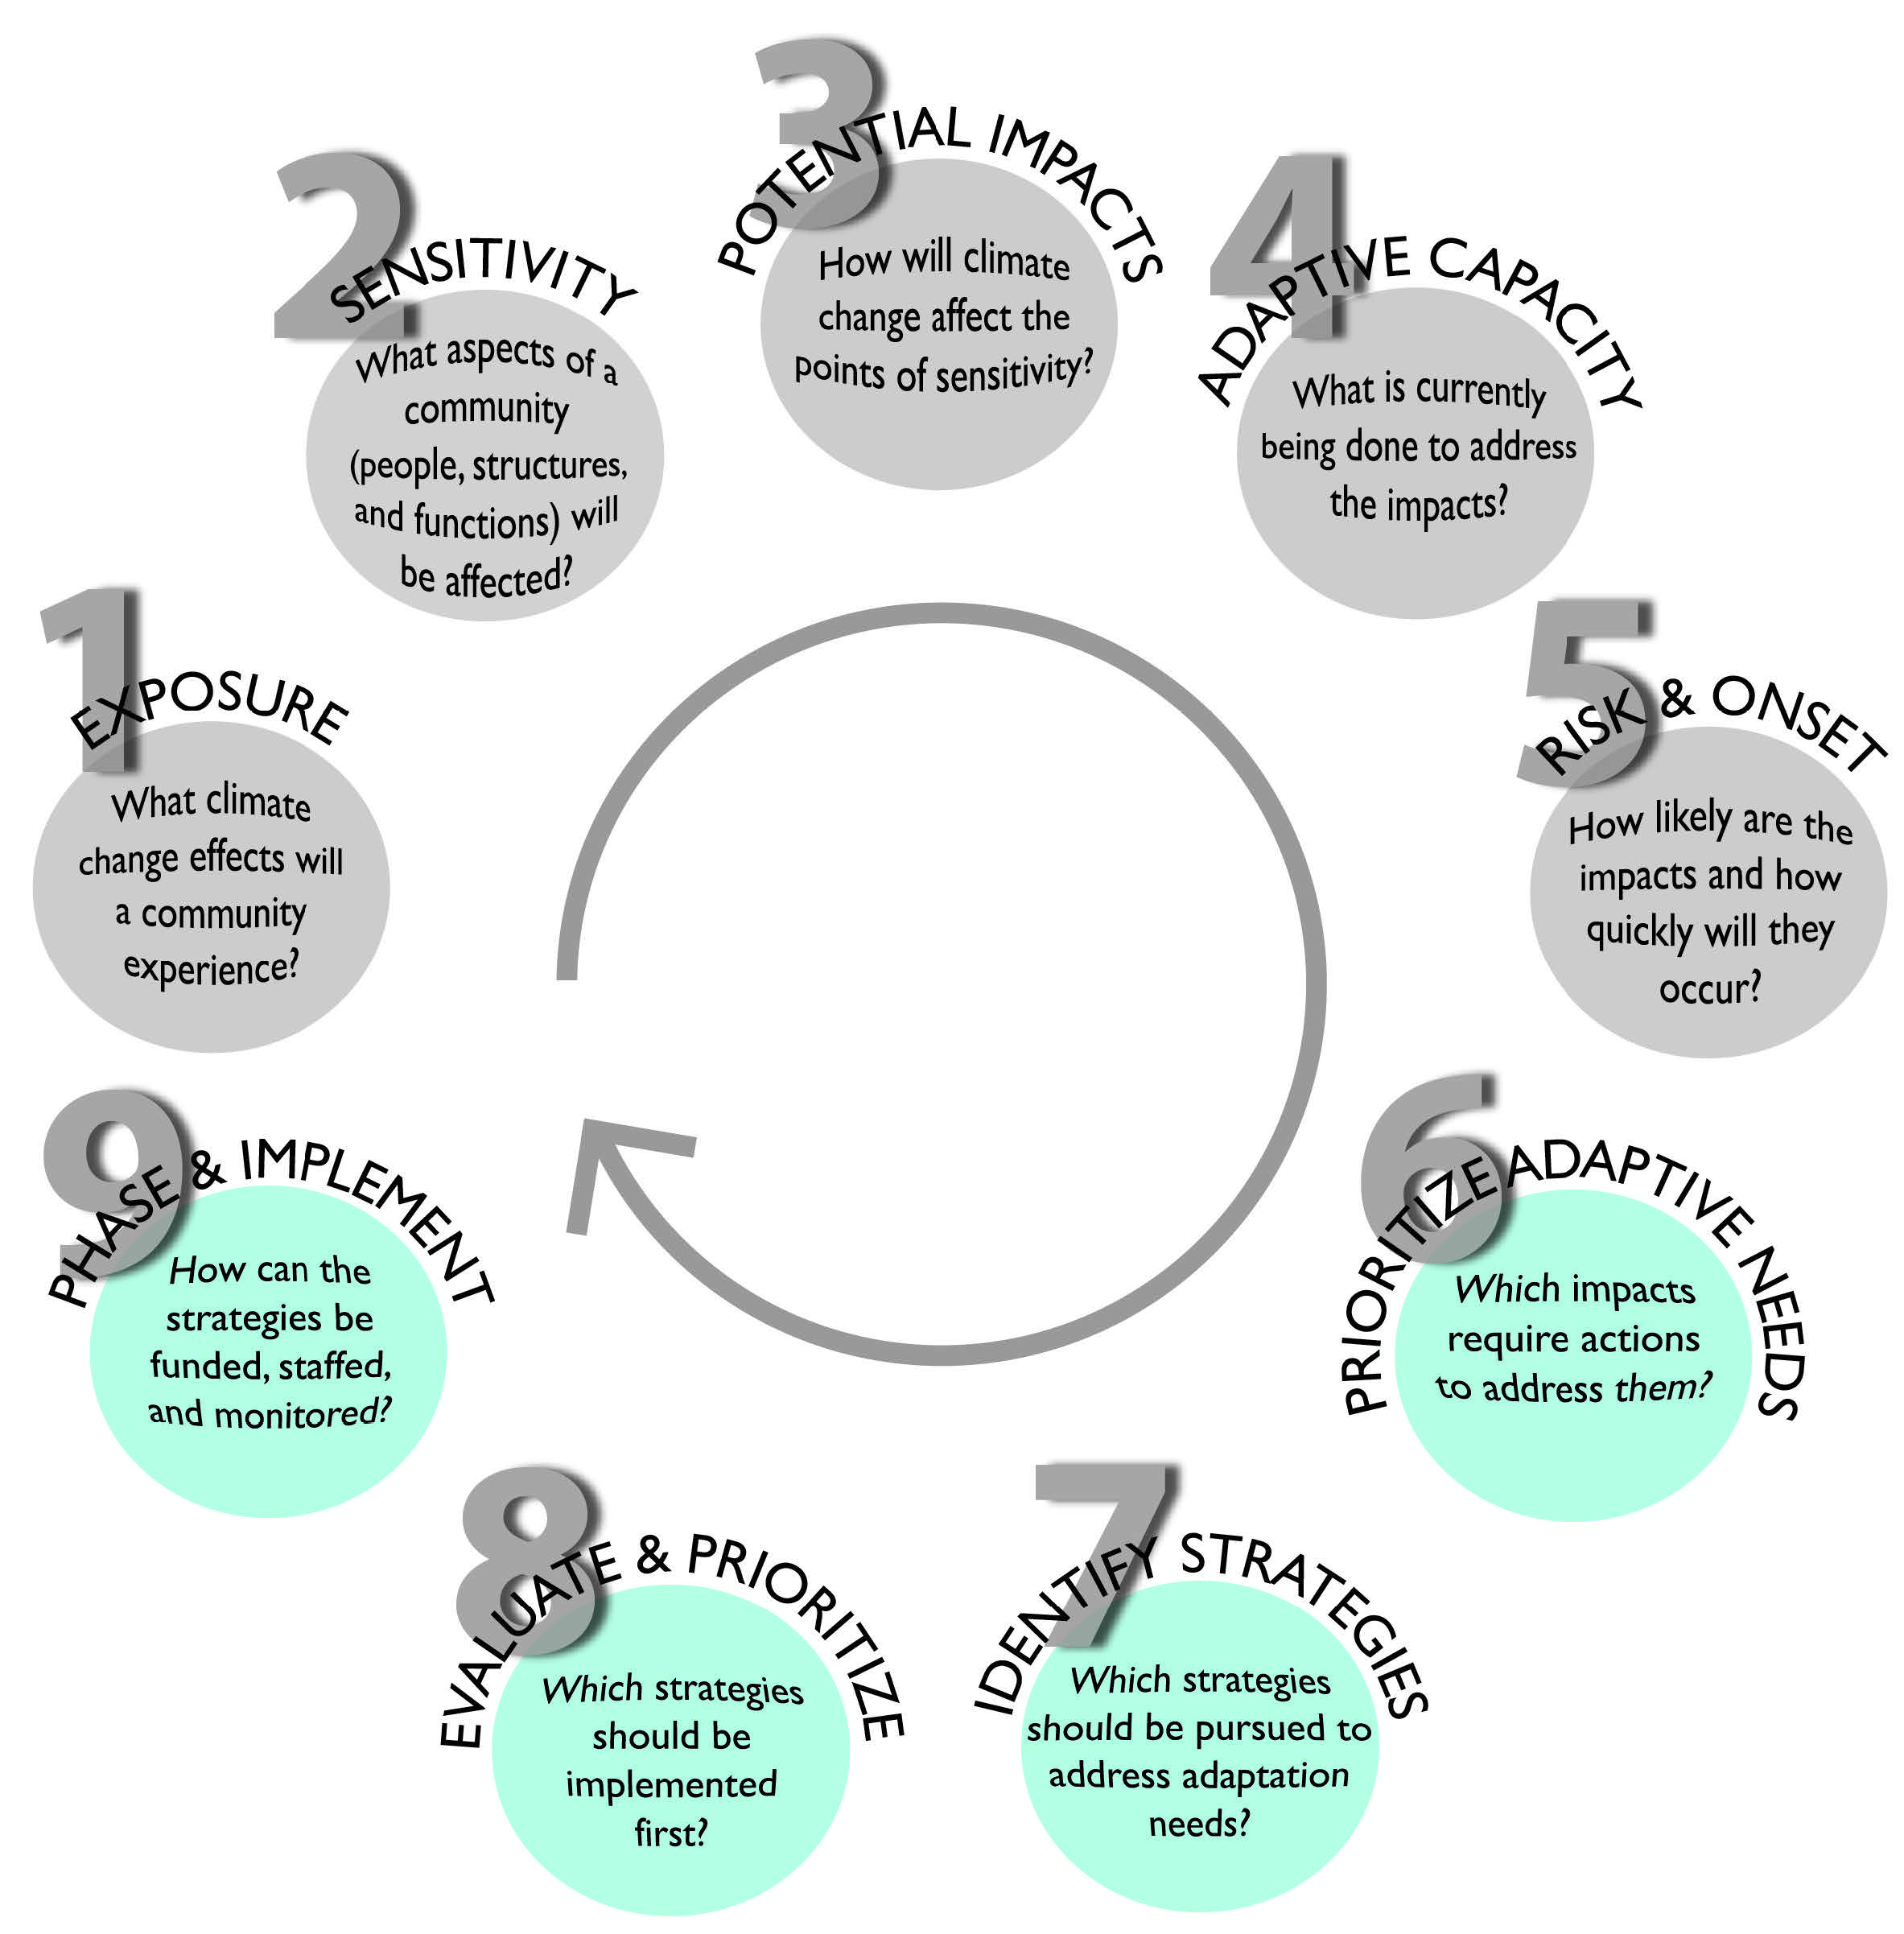 1
EXPOSURE
What climate
change effects will
a community
experience?
2
SENSITIVITY
What aspects of a
community
(people, structures,
and functions) will
be affected?
3
POTENTIAL IMPACTS
How will climate
change affect the
points of sensitivity?
4
ADAPTIVE CAPACITY
What is currently
being done to address
the impacts?
5
RISK & ONSET
How likely are the
impacts and how
quickly will they
occur?
6
PRIORITIZE ADAPTIVE NEEDS
Which impacts
require actions
to address them?
7
IDENTIFY STRATEGIES
Which strategies
should be pursued to
address adaptation
needs?
8
EVALUATE & PRIORITIZE
Which strategies
should be
implemented
first?
9
PHASE & IMPLEMENT
How can the
strategies be
funded, staffed,
and monitored?